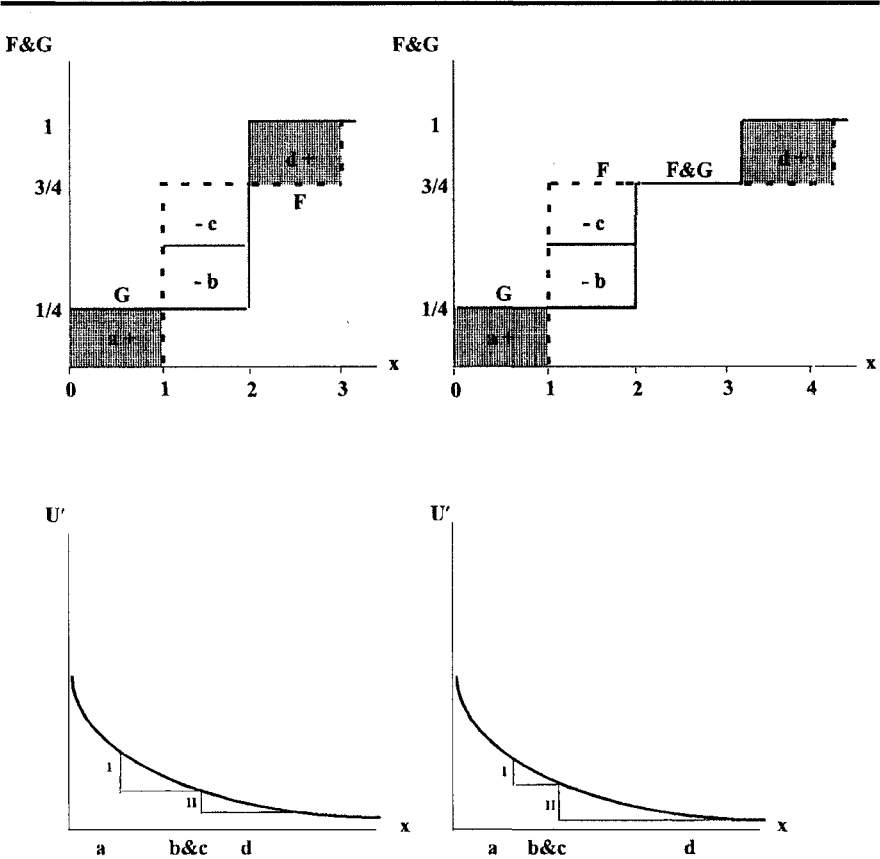 F&G
F&G
1
d +
3/4
F
- c
- b
G
1/4
a +
x
0 1 2 3
1
d +
F
F&G
3/4
- c
- b
G
1/4
a +
x
0 1 2 3 4
U'
U'
I
II
x
a b&c d
I
II
x
a b&c d